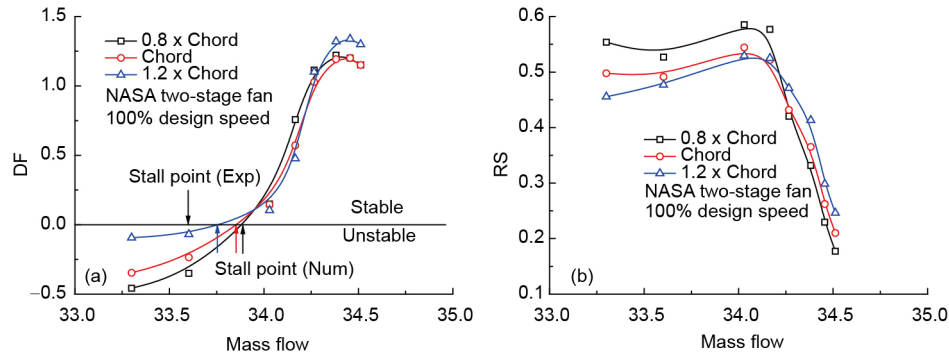 1.5
1.0
0.5
0.0
−0.5
DF
0.8 x Chord
Chord
1.2 x Chord
NASA two-stage fan
100% design speed
Stall point (Exp)
Stable
Unstable
Stall point (Num)
(a)
33.0
33.5
34.0
34.5
35.0
Mass flow
0.6
0.5
0.4
0.3
0.2
0.1
RS
0.8 x Chord
Chord
1.2 x Chord
NASA two-stage fan
100% design speed
(b)
33.0
33.5
34.0
34.5
35.0
Mass flow